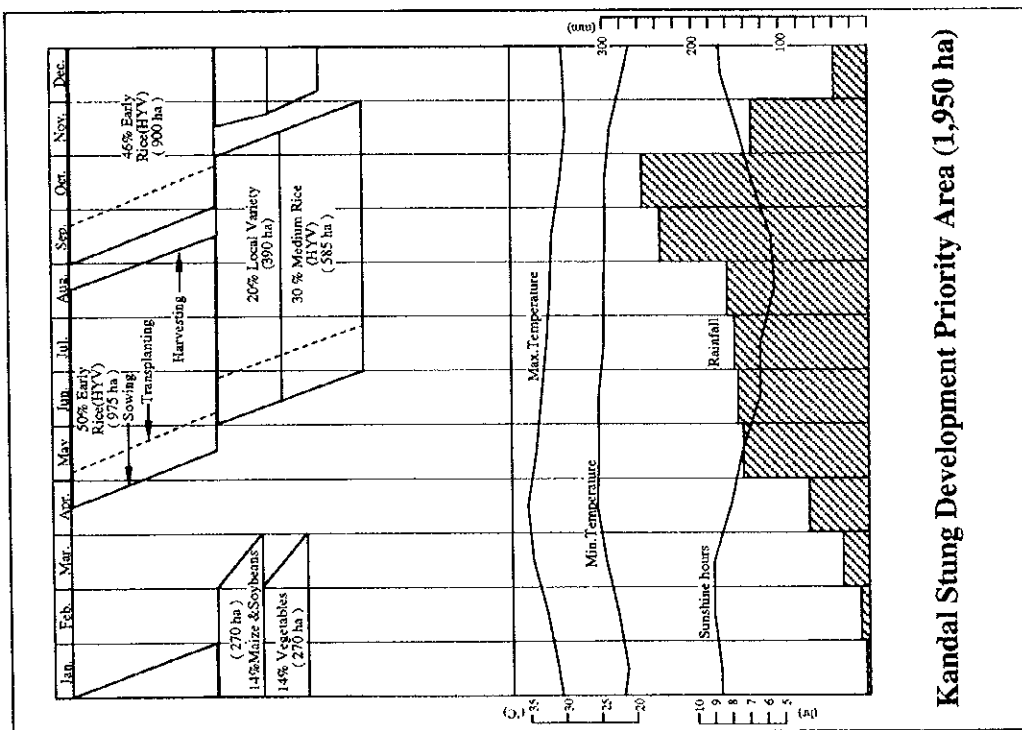 Jan.
Feb.
Mar.
Apr.
May
Jun.
Jul.
Aug.
Sep.
Oct.
Nov.
Dec.
50% Early
Rice(HYV)
( 975 ha)
Sowing
Transplanting
Harvesting
46% Early
Rice(HYV)
( 900 ha)
( 270 ha )
14%Maize &Soybeans
14% Vegetables
( 270 ha )
20% Local Variety
(390 ha)
30 % Medium Rice
(HYV)
( 585 ha)
(°C)
35
30
25
20
Max.Temperature
Min.Temperature
(hr)
10
9
8
7
6
5
Sunshine hours
Rainfall
(mm)
300
200
100
Kandal Stung Development Priority Area (1,950 ha)